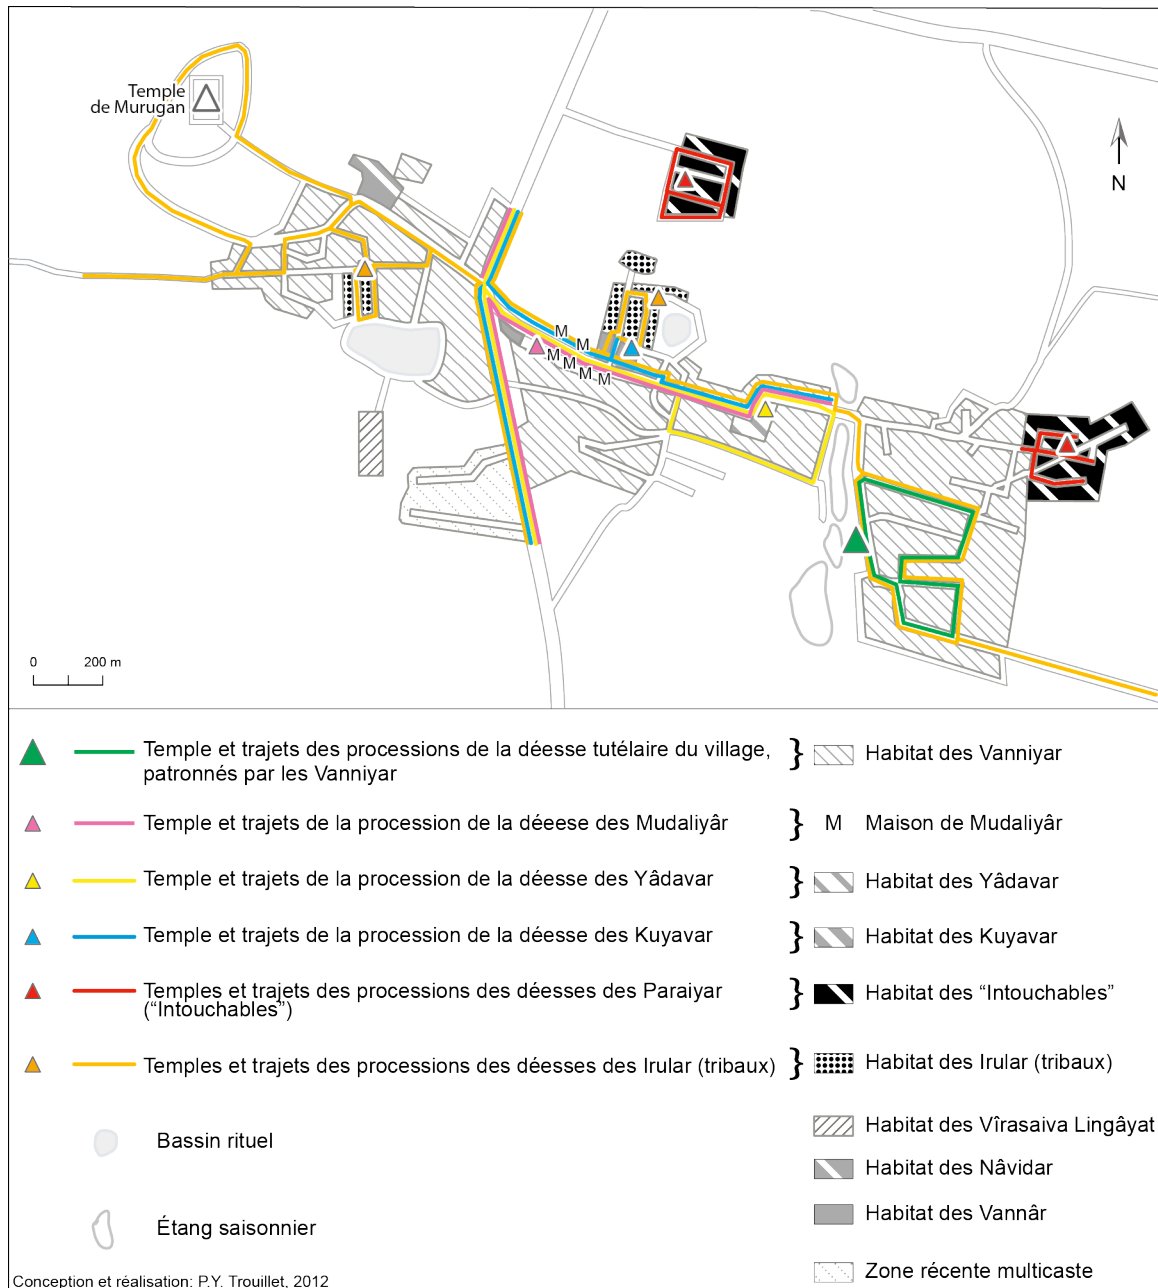 Temple
de Murugan
N
M
M
M
M
M
M
0 200 m
Temple et trajets des processions de la déesse tutélaire du village,
patronnés par les Vanniyar
} Habitat des Vanniyar
Temple et trajets de la procession de la déeese des Mudaliyâr
} M Maison de Mudaliyâr
Temple et trajets de la procession de la déesse des Yâdavar
} Habitat des Yâdavar
Temple et trajets de la procession de la déesse des Kuyavar
} Habitat des Kuyavar
Temples et trajets des processions des déesses des Paraiyar
(“Intouchables”)
} Habitat des “Intouchables”
Temples et trajets des processions des déesses des Irular (tribaux)
} Habitat des Irular (tribaux)
Bassin rituel
Habitat des Vîrasaiva Lingâyat
Habitat des Nâvidar
Étang saisonnier
Habitat des Vannâr
Zone récente multicaste
Conception et réalisation: P.Y. Trouillet, 2012